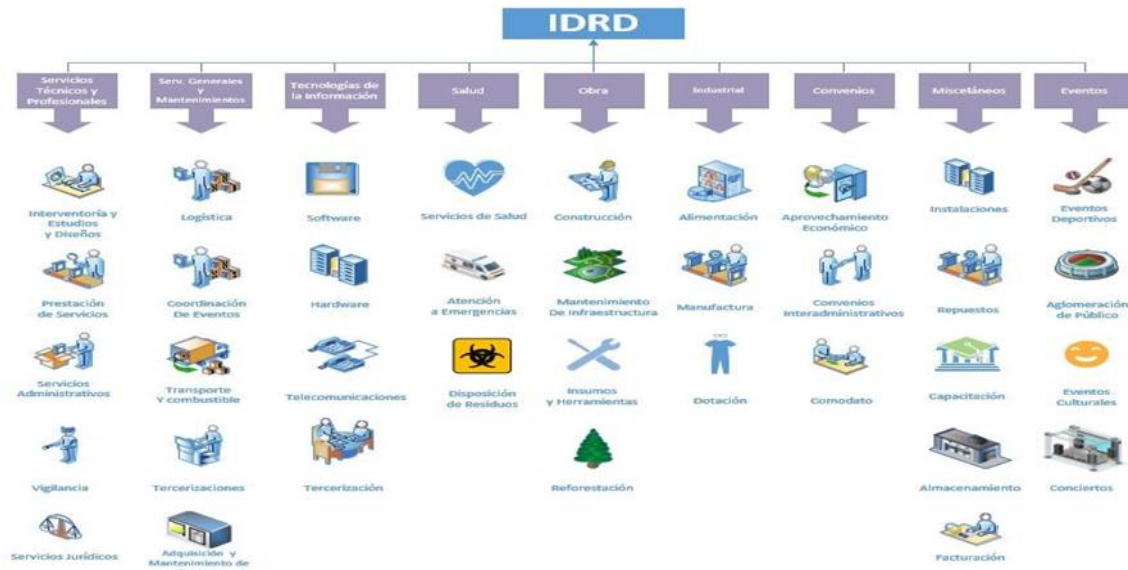 IDRD
Servicios
Técnicos y
Profesionales
Serv. Generales
y
Mantenimientos
Tecnologías de
la Información
Salud
Obra
Industrial
Convenios
Misceláneos
Eventos
Interventoría y
Estudios
y Diseños
Logística
Software
Servicios de Salud
Construcción
Alimentación
Aprovechamiento
Económico
Instalaciones
Eventos
Deportivos
Prestación
de Servicios
Coordinación
De Eventos
Hardware
Atención
a Emergencias
Mantenimiento
De Infraestructura
Manufactura
Convenios
Interadministrativos
Repuestos
Aglomeración
de Público
Servicios
Administrativos
Transporte
Y combustible
Telecomunicaciones
Disposición
de Residuos
Insumos
y Herramientas
Dotación
Comodato
Capacitación
Eventos
Culturales
Vigilancia
Tercerizaciones
Tercerización
Reforestación
Almacenamiento
Conciertos
Servicios Jurídicos
Adquisición y
Mantenimiento de
Facturación